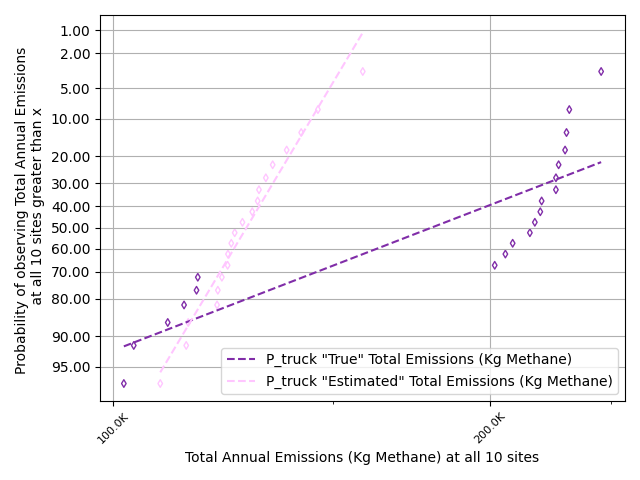 Probability of observing Total Annual Emissions
at all 10 sites greater than x
1.00
2.00
5.00
10.00
20.00
30.00
40.00
50.00
60.00
70.00
80.00
90.00
95.00
P_truck "True" Total Emissions (Kg Methane)
P_truck "Estimated" Total Emissions (Kg Methane)
100.0K
200.0K
Total Annual Emissions (Kg Methane) at all 10 sites